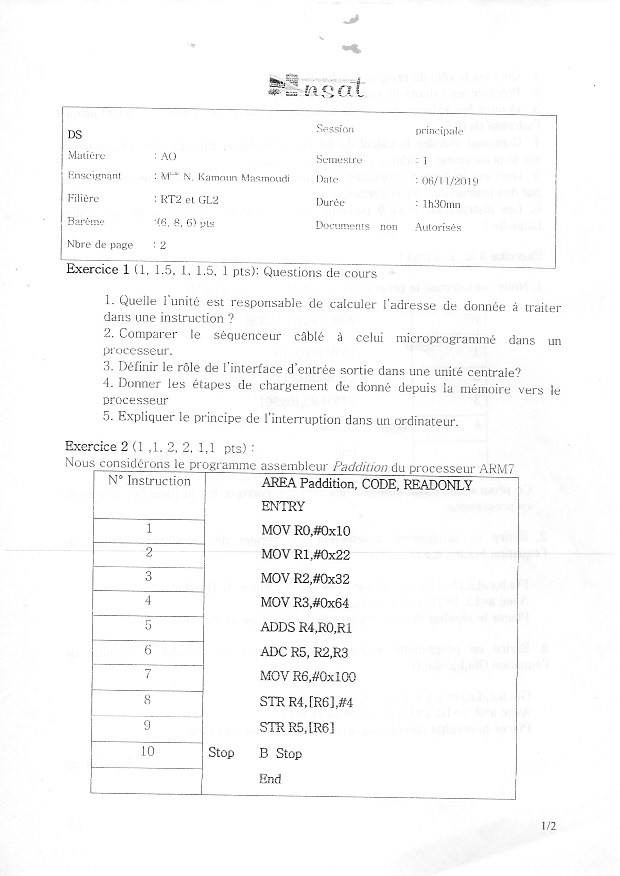 insat
DS
Session principale
Matière : AO
Semestre : 1
Enseignant : Mme N. Kamoun Masmoudi
Date : 06/11/2019
Filière : RT2 et GL2
Durée : 1h30mn
Barème :(6, 8, 6) pts
Documents non Autorisés
Nbre de page : 2
Exercice 1 (1, 1.5, 1, 1.5, 1 pts): Questions de cours
1. Quelle l'unité est responsable de calculer l'adresse de donnée à traiter
dans une instruction ?
2. Comparer le séquenceur câblé à celui microprogrammé dans un
processeur.
3. Définir le rôle de l'interface d'entrée sortie dans une unité centrale?
4. Donner les étapes de chargement de donné depuis la mémoire vers le
processeur
5. Expliquer le principe de l'interruption dans un ordinateur.
Exercice 2 (1 ,1, 2, 2, 1,1 pts) :
Nous considérons le programme assembleur Paddition du processeur ARM7
N° Instruction AREA Paddition, CODE, READONLY
ENTRY
1 MOV R0,#0x10
2 MOV R1,#0x22
3 MOV R2,#0x32
4 MOV R3,#0x64
5 ADDS R4,R0,R1
6 ADC R5, R2,R3
7 MOV R6,#0x100
8 STR R4,[R6],#4
9 STR R5,[R6]
10 Stop B Stop
End
1/2